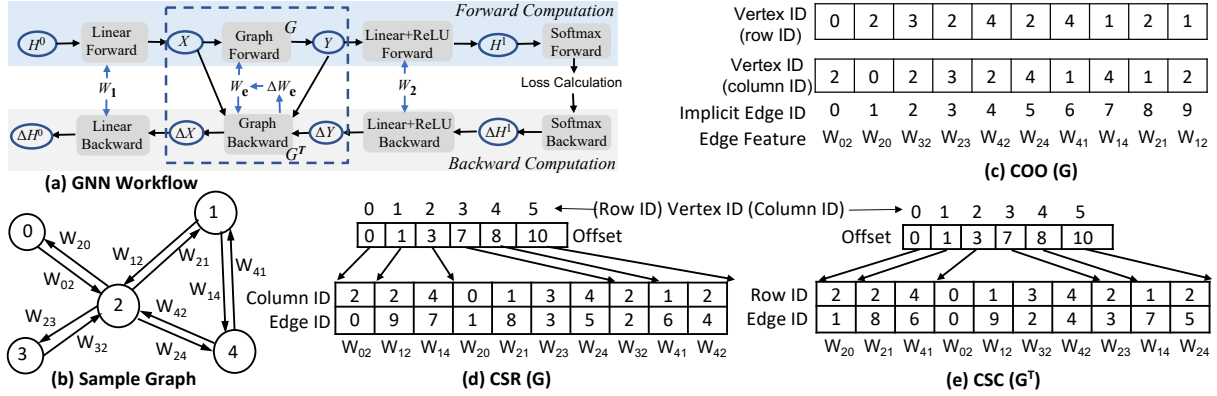 Forward Computation
H⁰ Linear Forward X Graph Forward G Y Linear+ReLU Forward H¹ Softmax Forward
W₁ Wₑ ΔWₑ W₂ Loss Calculation
ΔH⁰ Linear Backward ΔX Graph Backward Gᵀ ΔY Linear+ReLU Backward ΔH¹ Softmax Backward
Backward Computation
(a) GNN Workflow
Vertex ID (row ID) 0 2 3 2 4 2 4 1 2 1
Vertex ID (column ID) 2 0 2 3 2 4 1 4 1 2
Implicit Edge ID 0 1 2 3 4 5 6 7 8 9
Edge Feature W₀₂ W₂₀ W₃₂ W₂₃ W₄₂ W₂₄ W₄₁ W₁₄ W₂₁ W₁₂
(c) COO (G)
0 1 2 3 4
W₂₀ W₀₂ W₁₂ W₂₁ W₄₁ W₁₄ W₄₂ W₂₄ W₂₃ W₃₂
(b) Sample Graph
0 1 2 3 4 5 (Row ID) Vertex ID (Column ID)
0 1 3 7 8 10 Offset
Column ID 2 2 4 0 1 3 4 2 1 2
Edge ID 0 9 7 1 8 3 5 2 6 4
W₀₂ W₁₂ W₁₄ W₂₀ W₂₁ W₂₃ W₂₄ W₃₂ W₄₁ W₄₂
(d) CSR (G)
0 1 2 3 4 5
Offset 0 1 3 7 8 10
Row ID 2 2 4 0 1 3 4 2 1 2
Edge ID 1 8 6 0 9 2 4 3 7 5
W₂₀ W₂₁ W₄₁ W₀₂ W₁₂ W₃₂ W₄₂ W₂₃ W₁₄ W₂₄
(e) CSC (Gᵀ)